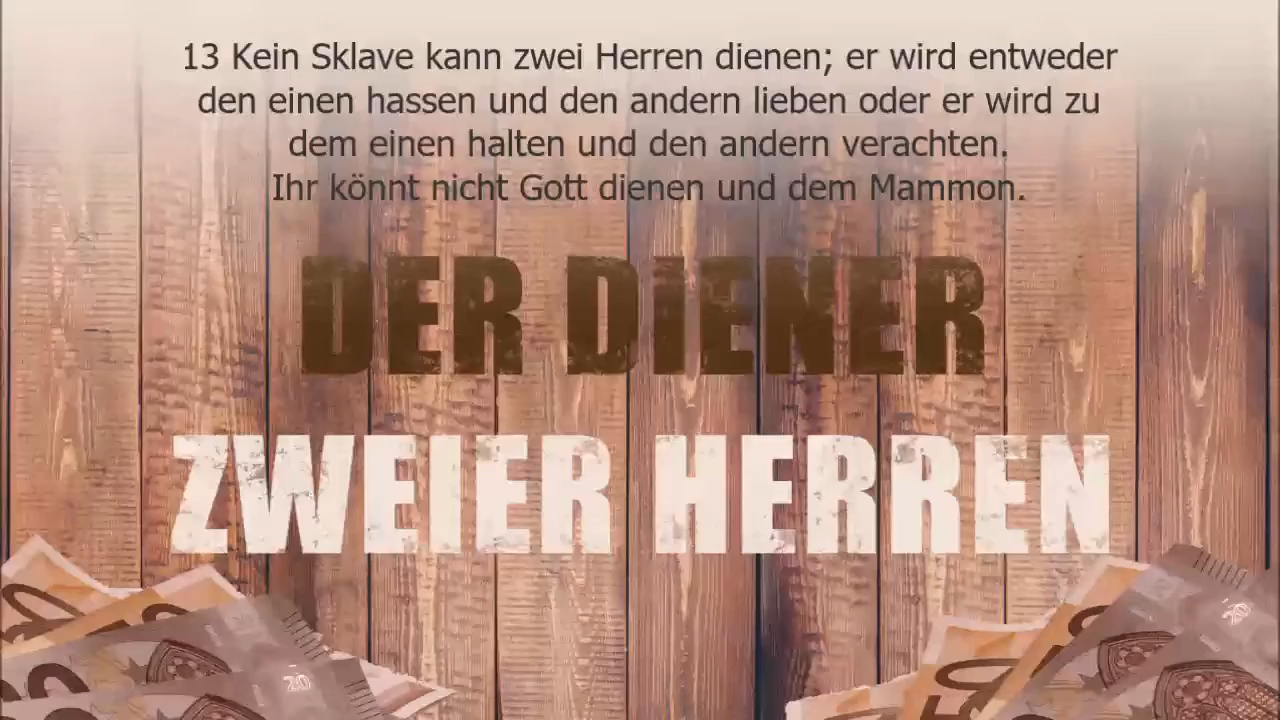 13 Kein Sklave kann zwei Herren dienen; er wird entweder
den einen hassen und den andern lieben oder er wird zu
dem einen halten und den andern verachten.
Ihr könnt nicht Gott dienen und dem Mammon.
DER DIENER
ZWEIER HERREN
20
20